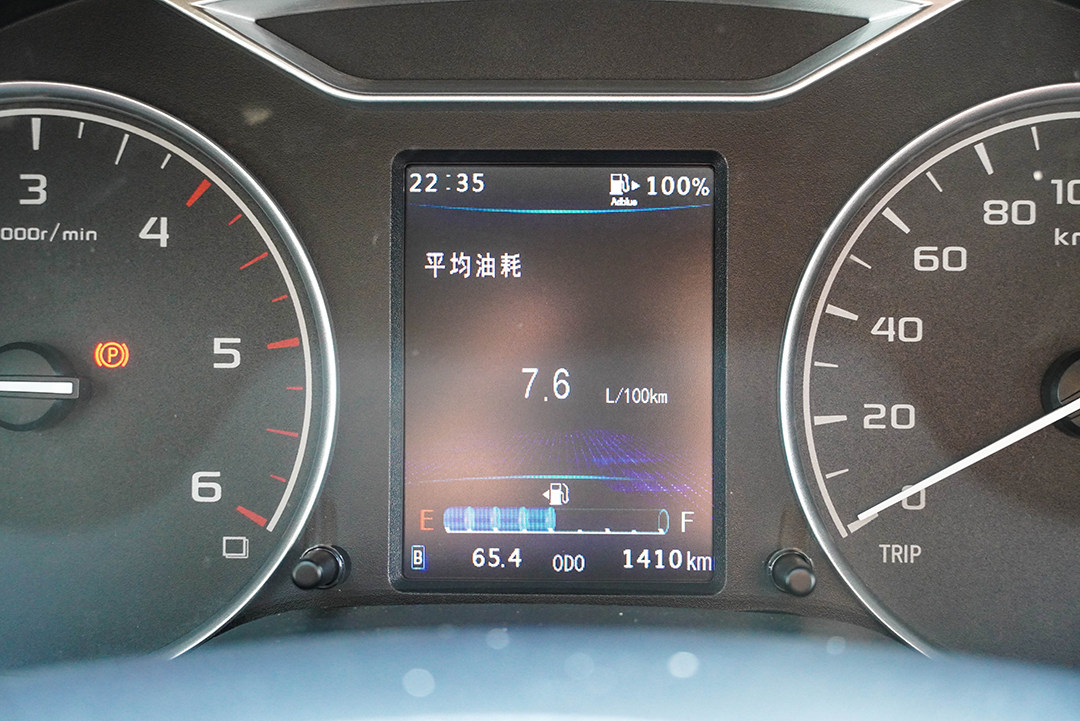 22:35
100%
Adblue
平均油耗
7.6 L/100km
E F
B 65.4 ODO 1410km
3
4
5
6
000r/min
P
80
60
40
20
0
TRIP